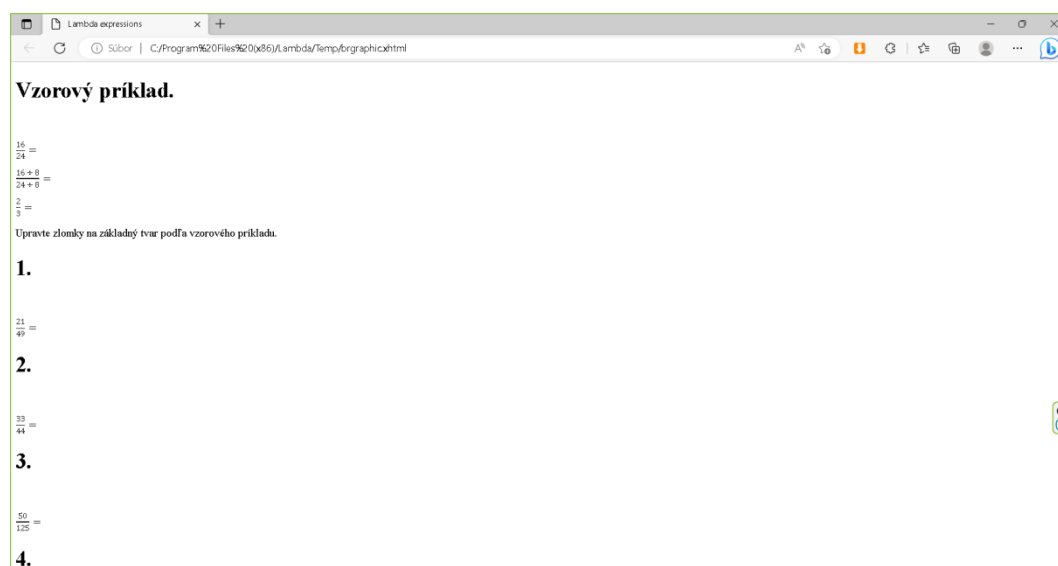 Lambda expressions
Súbor | C:/Program%20Files%20(x86)/Lambda/Temp/brgraphic.xhtml
Vzorový príklad.
16/24 =
16 ÷ 8/24 ÷ 8 =
2/3 =
Upravte zlomky na základný tvar podľa vzorového príkladu.
1.
21/49 =
2.
33/44 =
3.
50/125 =
4.